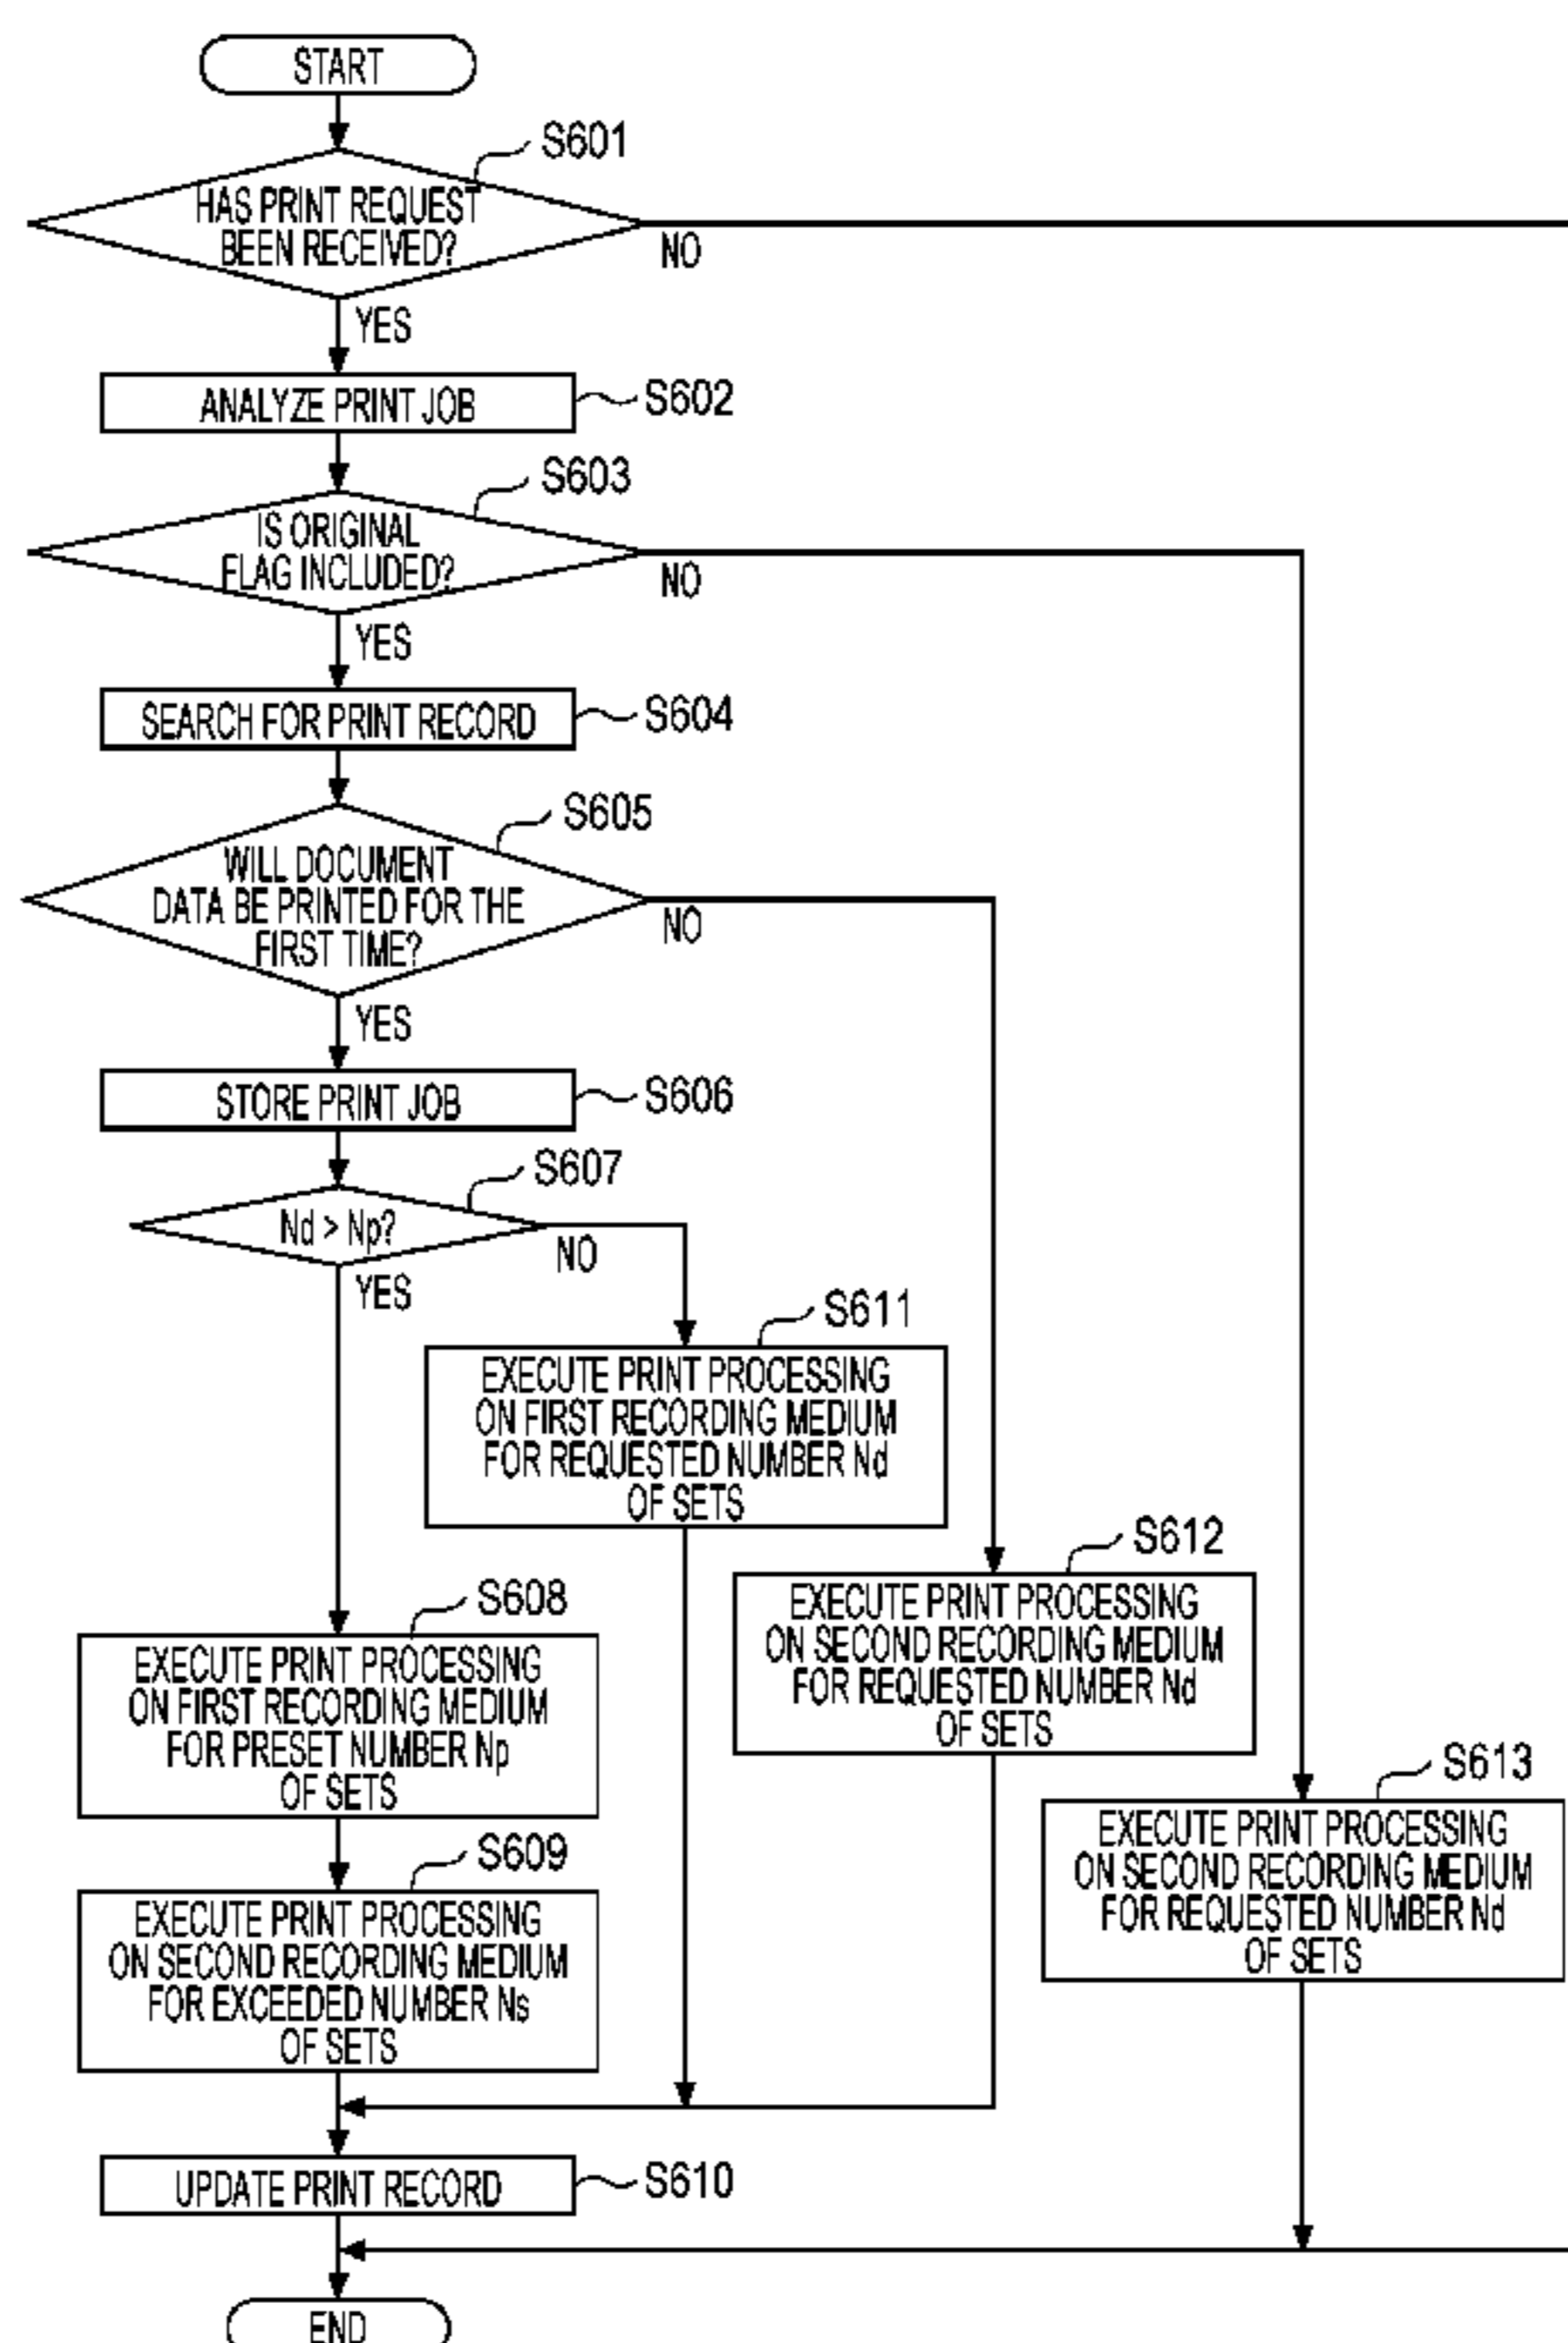 START
S601
HAS PRINT REQUEST
BEEN RECEIVED?
NO
YES
ANALYZE PRINT JOB
S602
S603
IS ORIGINAL
FLAG INCLUDED?
NO
YES
SEARCH FOR PRINT RECORD
S604
S605
WILL DOCUMENT
DATA BE PRINTED FOR THE
FIRST TIME?
NO
YES
STORE PRINT JOB
S606
S607
Nd > Np?
NO
YES
S611
EXECUTE PRINT PROCESSING
ON FIRST RECORDING MEDIUM
FOR REQUESTED NUMBER Nd
OF SETS
S612
EXECUTE PRINT PROCESSING
ON SECOND RECORDING MEDIUM
FOR REQUESTED NUMBER Nd
OF SETS
S608
EXECUTE PRINT PROCESSING
ON FIRST RECORDING MEDIUM
FOR PRESET NUMBER Np
OF SETS
S613
EXECUTE PRINT PROCESSING
ON SECOND RECORDING MEDIUM
FOR REQUESTED NUMBER Nd
OF SETS
S609
EXECUTE PRINT PROCESSING
ON SECOND RECORDING MEDIUM
FOR EXCEEDED NUMBER Ns
OF SETS
UPDATE PRINT RECORD
S610
END